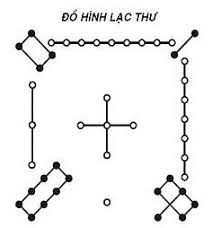 ĐỒ HÌNH LẠC THƯ